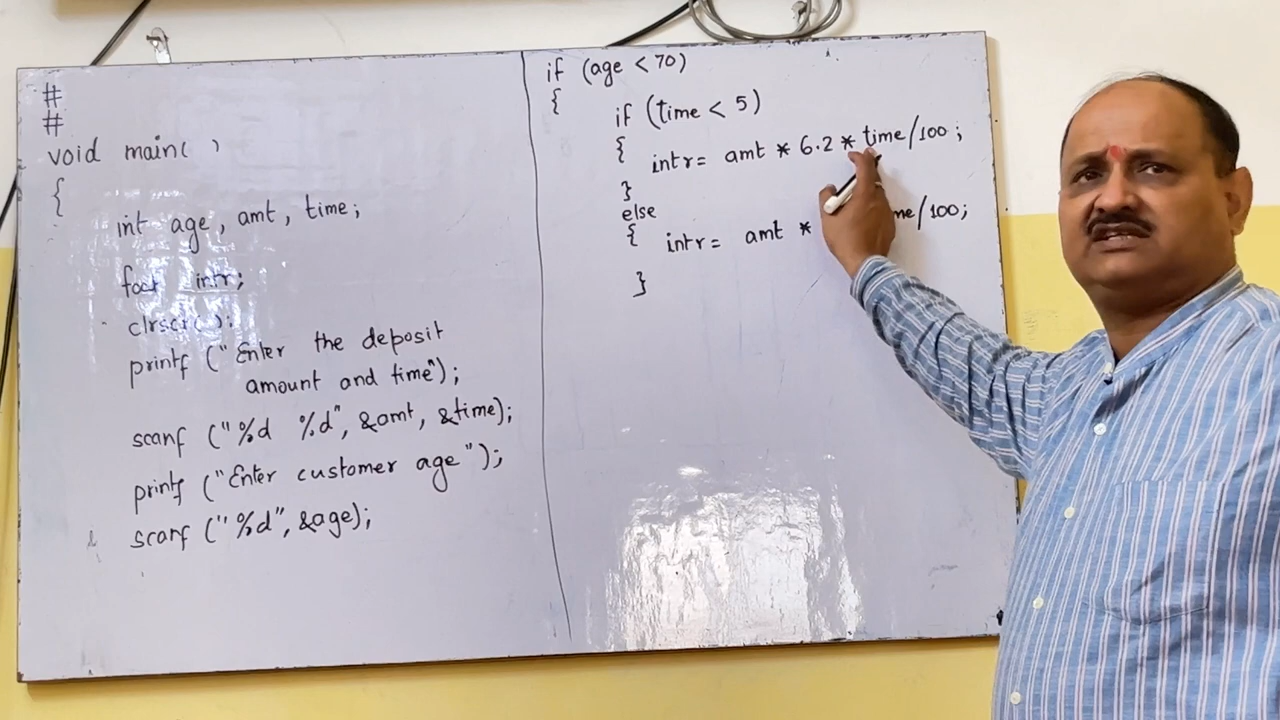 #
#
void main( )
{
int age, amt, time;
intr;
clrscr( );
printf ("Enter the deposit
amount and time");
scanf ("%d %d", &amt, &time);
printf ("Enter customer age");
scanf ("%d", &age);
if (age < 70)
{
if (time < 5)
{
intr= amt * 6.2 * time/100;
}
else
{
intr= amt * me/100;
}